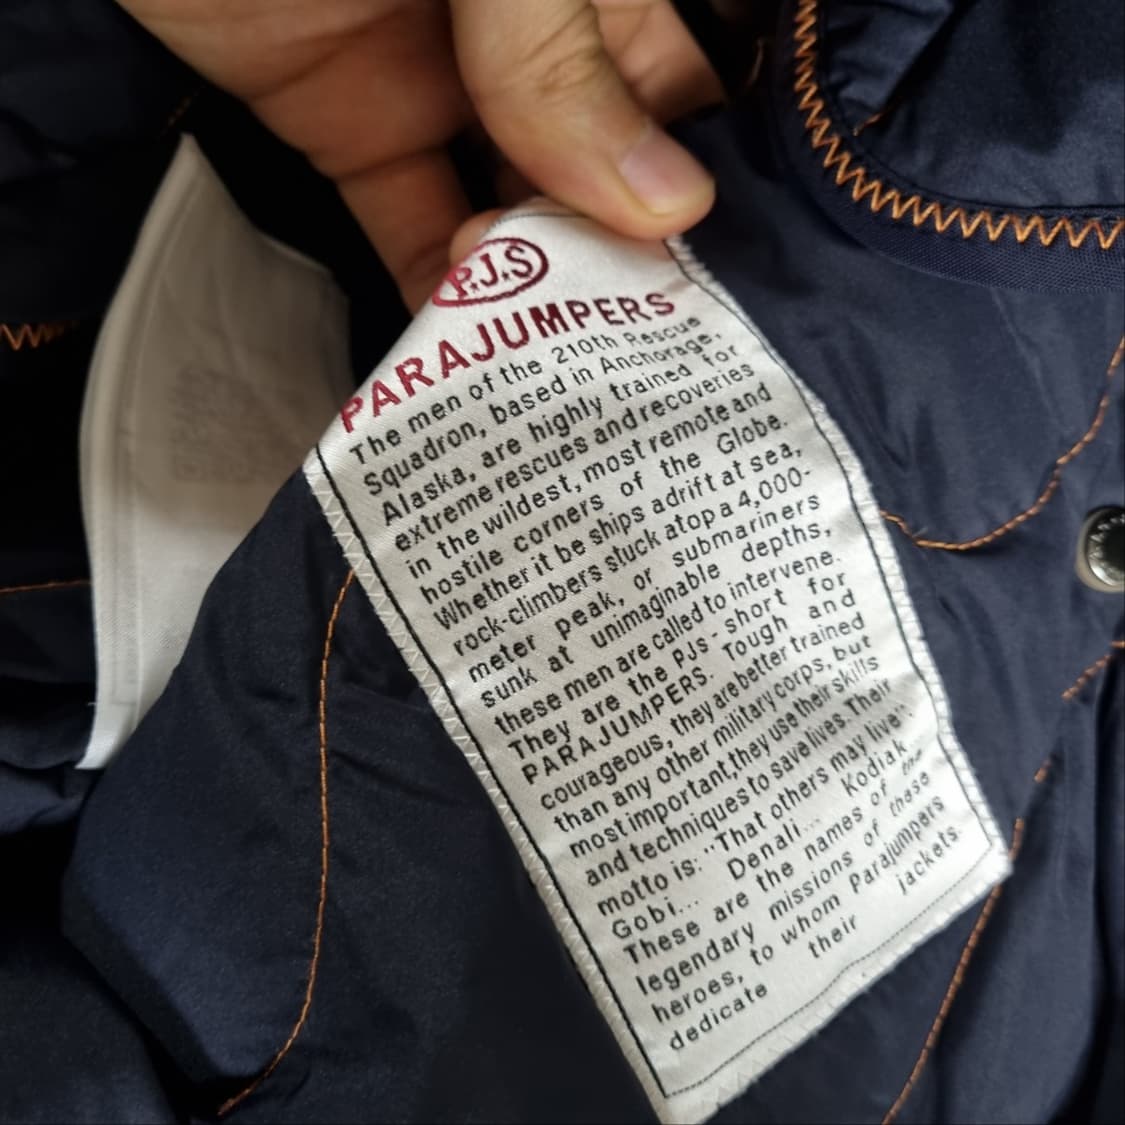 P.J.S
PARAJUMPERS
The men of the 210th Rescue
Squadron, based in Anchorage,
Alaska, are highly trained for
extreme rescues and recoveries
in the wildest, most remote and
hostile corners of the Globe.
Whether it be ships adrift at sea,
rock-climbers stuck atop a 4,000-
meter peak, or submariners
sunk at unimaginable depths,
these men are called to intervene.
They are the PJs - short for
PARAJUMPERS. Tough and
courageous, they are better trained
than any other military corps, but
most important, they use their skills
and techniques to save lives. Their
motto is: "That others may live".
Gobi... Denali... Kodiak...
These are the names of the
legendary missions of these
heroes, to whom Parajumpers
dedicate their jackets.